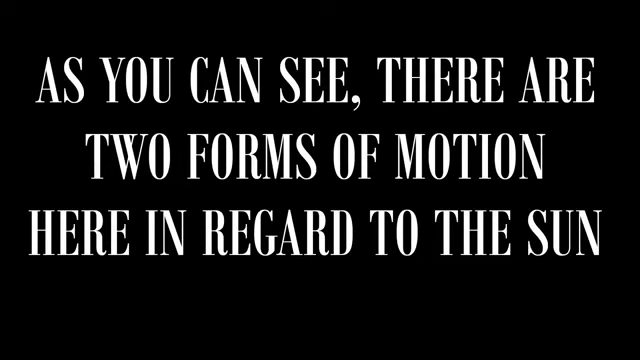 AS YOU CAN SEE, THERE ARE
TWO FORMS OF MOTION
HERE IN REGARD TO THE SUN